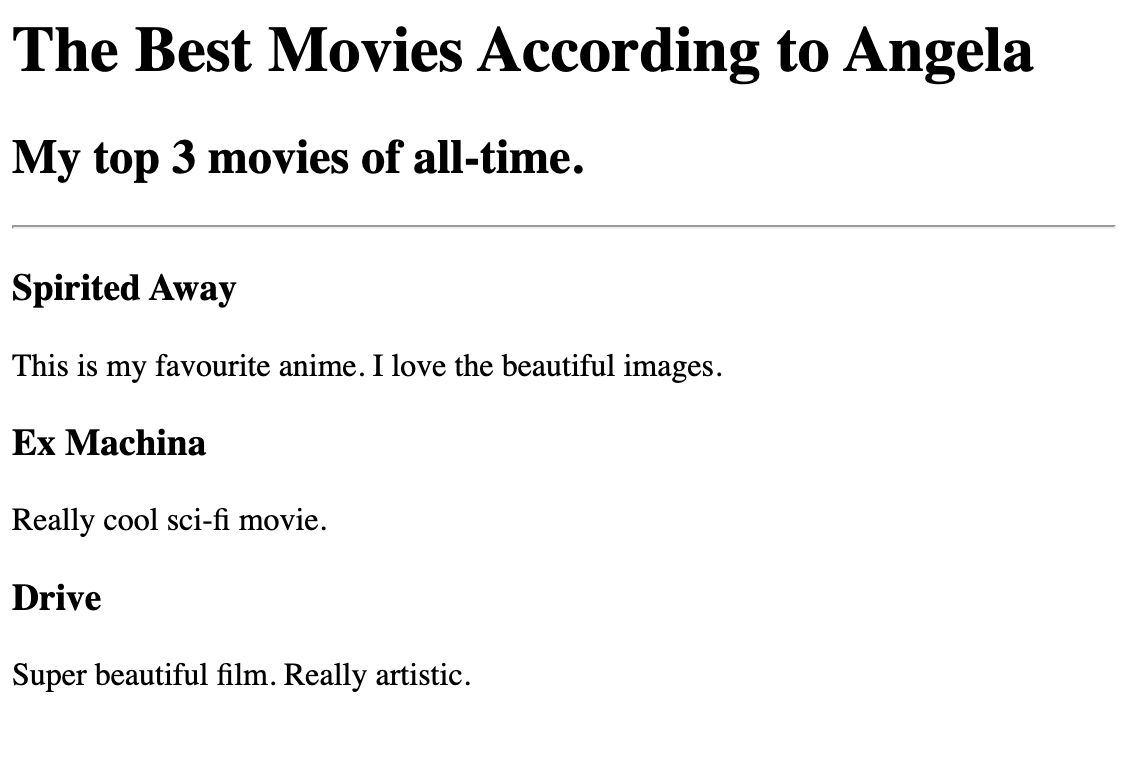 The Best Movies According to Angela
My top 3 movies of all-time.
Spirited Away
This is my favourite anime. I love the beautiful images.
Ex Machina
Really cool sci-fi movie.
Drive
Super beautiful film. Really artistic.